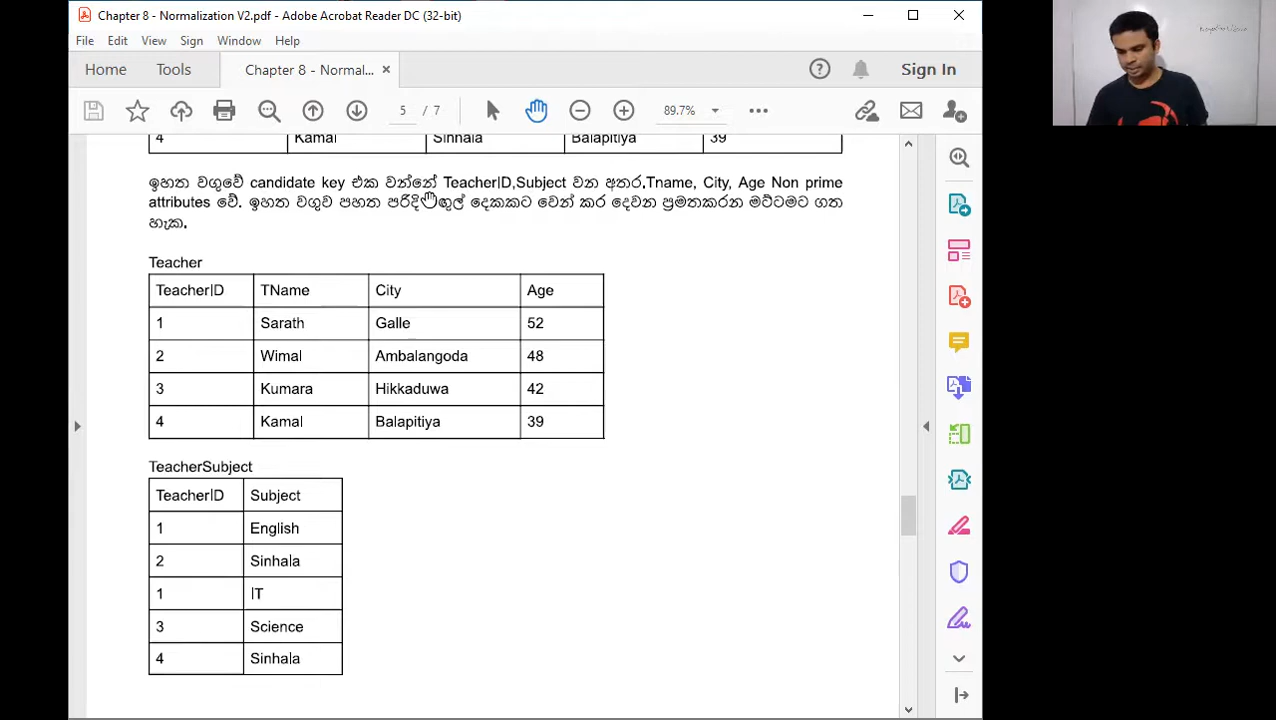 Chapter 8 - Normalization V2.pdf - Adobe Acrobat Reader DC (32-bit)
File Edit View Sign Window Help
Home Tools Chapter 8 - Normal... × Sign In
5 / 7 89.7%
4 Kamal Sinhala Balapitiya 39
ඉහත වගුවේ candidate key එක වන්නේ TeacherID,Subject වන අතර,Tname, City, Age Non prime
attributes වේ. ඉහත වගුව පහත පරිදි වගු දෙකකට වෙන් කර දෙවන ප්‍රමතකරන මට්ටමට ගත
හැක.
Teacher
TeacherID TName City Age
1 Sarath Galle 52
2 Wimal Ambalangoda 48
3 Kumara Hikkaduwa 42
4 Kamal Balapitiya 39
TeacherSubject
TeacherID Subject
1 English
2 Sinhala
1 IT
3 Science
4 Sinhala